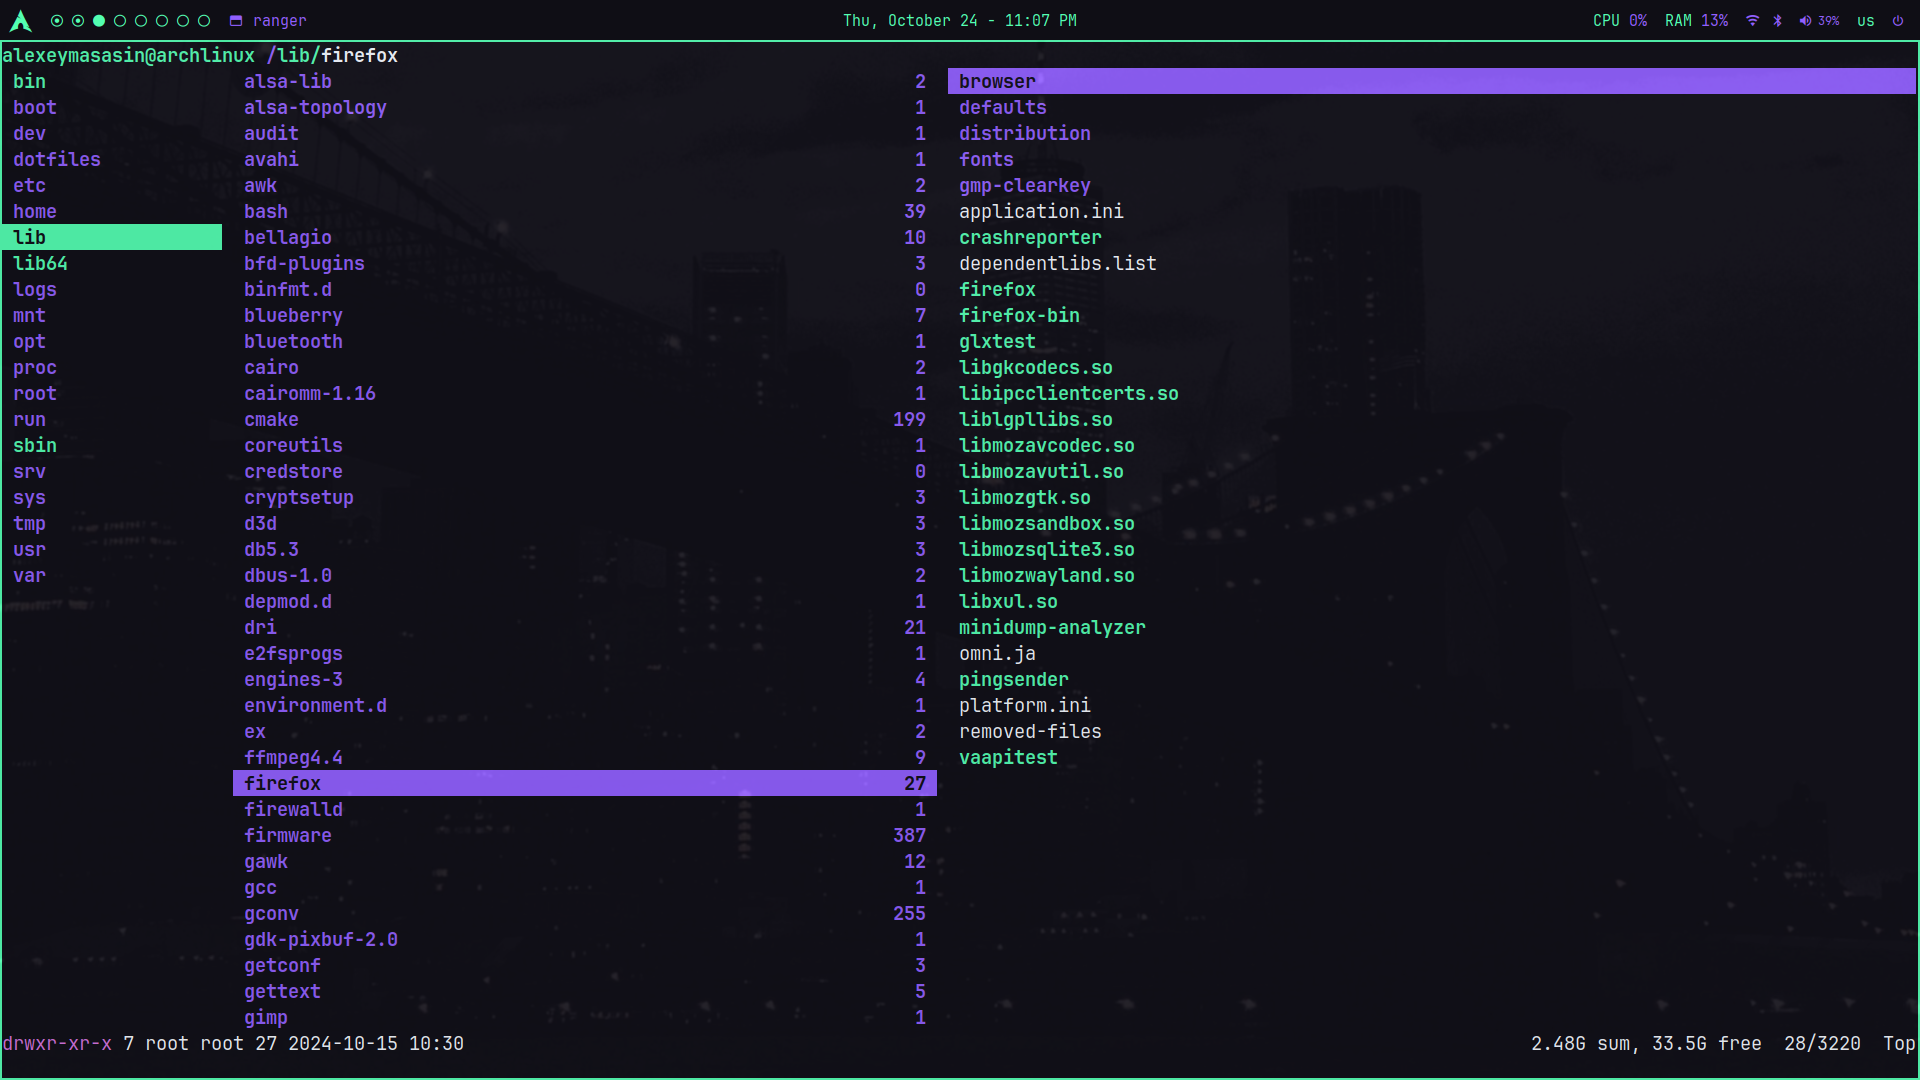 ranger Thu, October 24 - 11:07 PM CPU 0% RAM 13% 39% us
alexeymasasin@archlinux /lib/firefox
bin alsa-lib 2 browser
boot alsa-topology 1 defaults
dev audit 1 distribution
dotfiles avahi 1 fonts
etc awk 2 gmp-clearkey
home bash 39 application.ini
lib bellagio 10 crashreporter
lib64 bfd-plugins 3 dependentlibs.list
logs binfmt.d 0 firefox
mnt blueberry 7 firefox-bin
opt bluetooth 1 glxtest
proc cairo 2 libgkcodecs.so
root cairomm-1.16 1 libipcclientcerts.so
run cmake 199 liblgpllibs.so
sbin coreutils 1 libmozavcodec.so
srv credstore 0 libmozavutil.so
sys cryptsetup 3 libmozgtk.so
tmp d3d 3 libmozsandbox.so
usr db5.3 3 libmozsqlite3.so
var dbus-1.0 2 libmozwayland.so
depmod.d 1 libxul.so
dri 21 minidump-analyzer
e2fsprogs 1 omni.ja
engines-3 4 pingsender
environment.d 1 platform.ini
ex 2 removed-files
ffmpeg4.4 9 vaapitest
firefox 27
firewalld 1
firmware 387
gawk 12
gcc 1
gconv 255
gdk-pixbuf-2.0 1
getconf 3
gettext 5
gimp 1
drwxr-xr-x 7 root root 27 2024-10-15 10:30 2.48G sum, 33.5G free 28/3220 Top